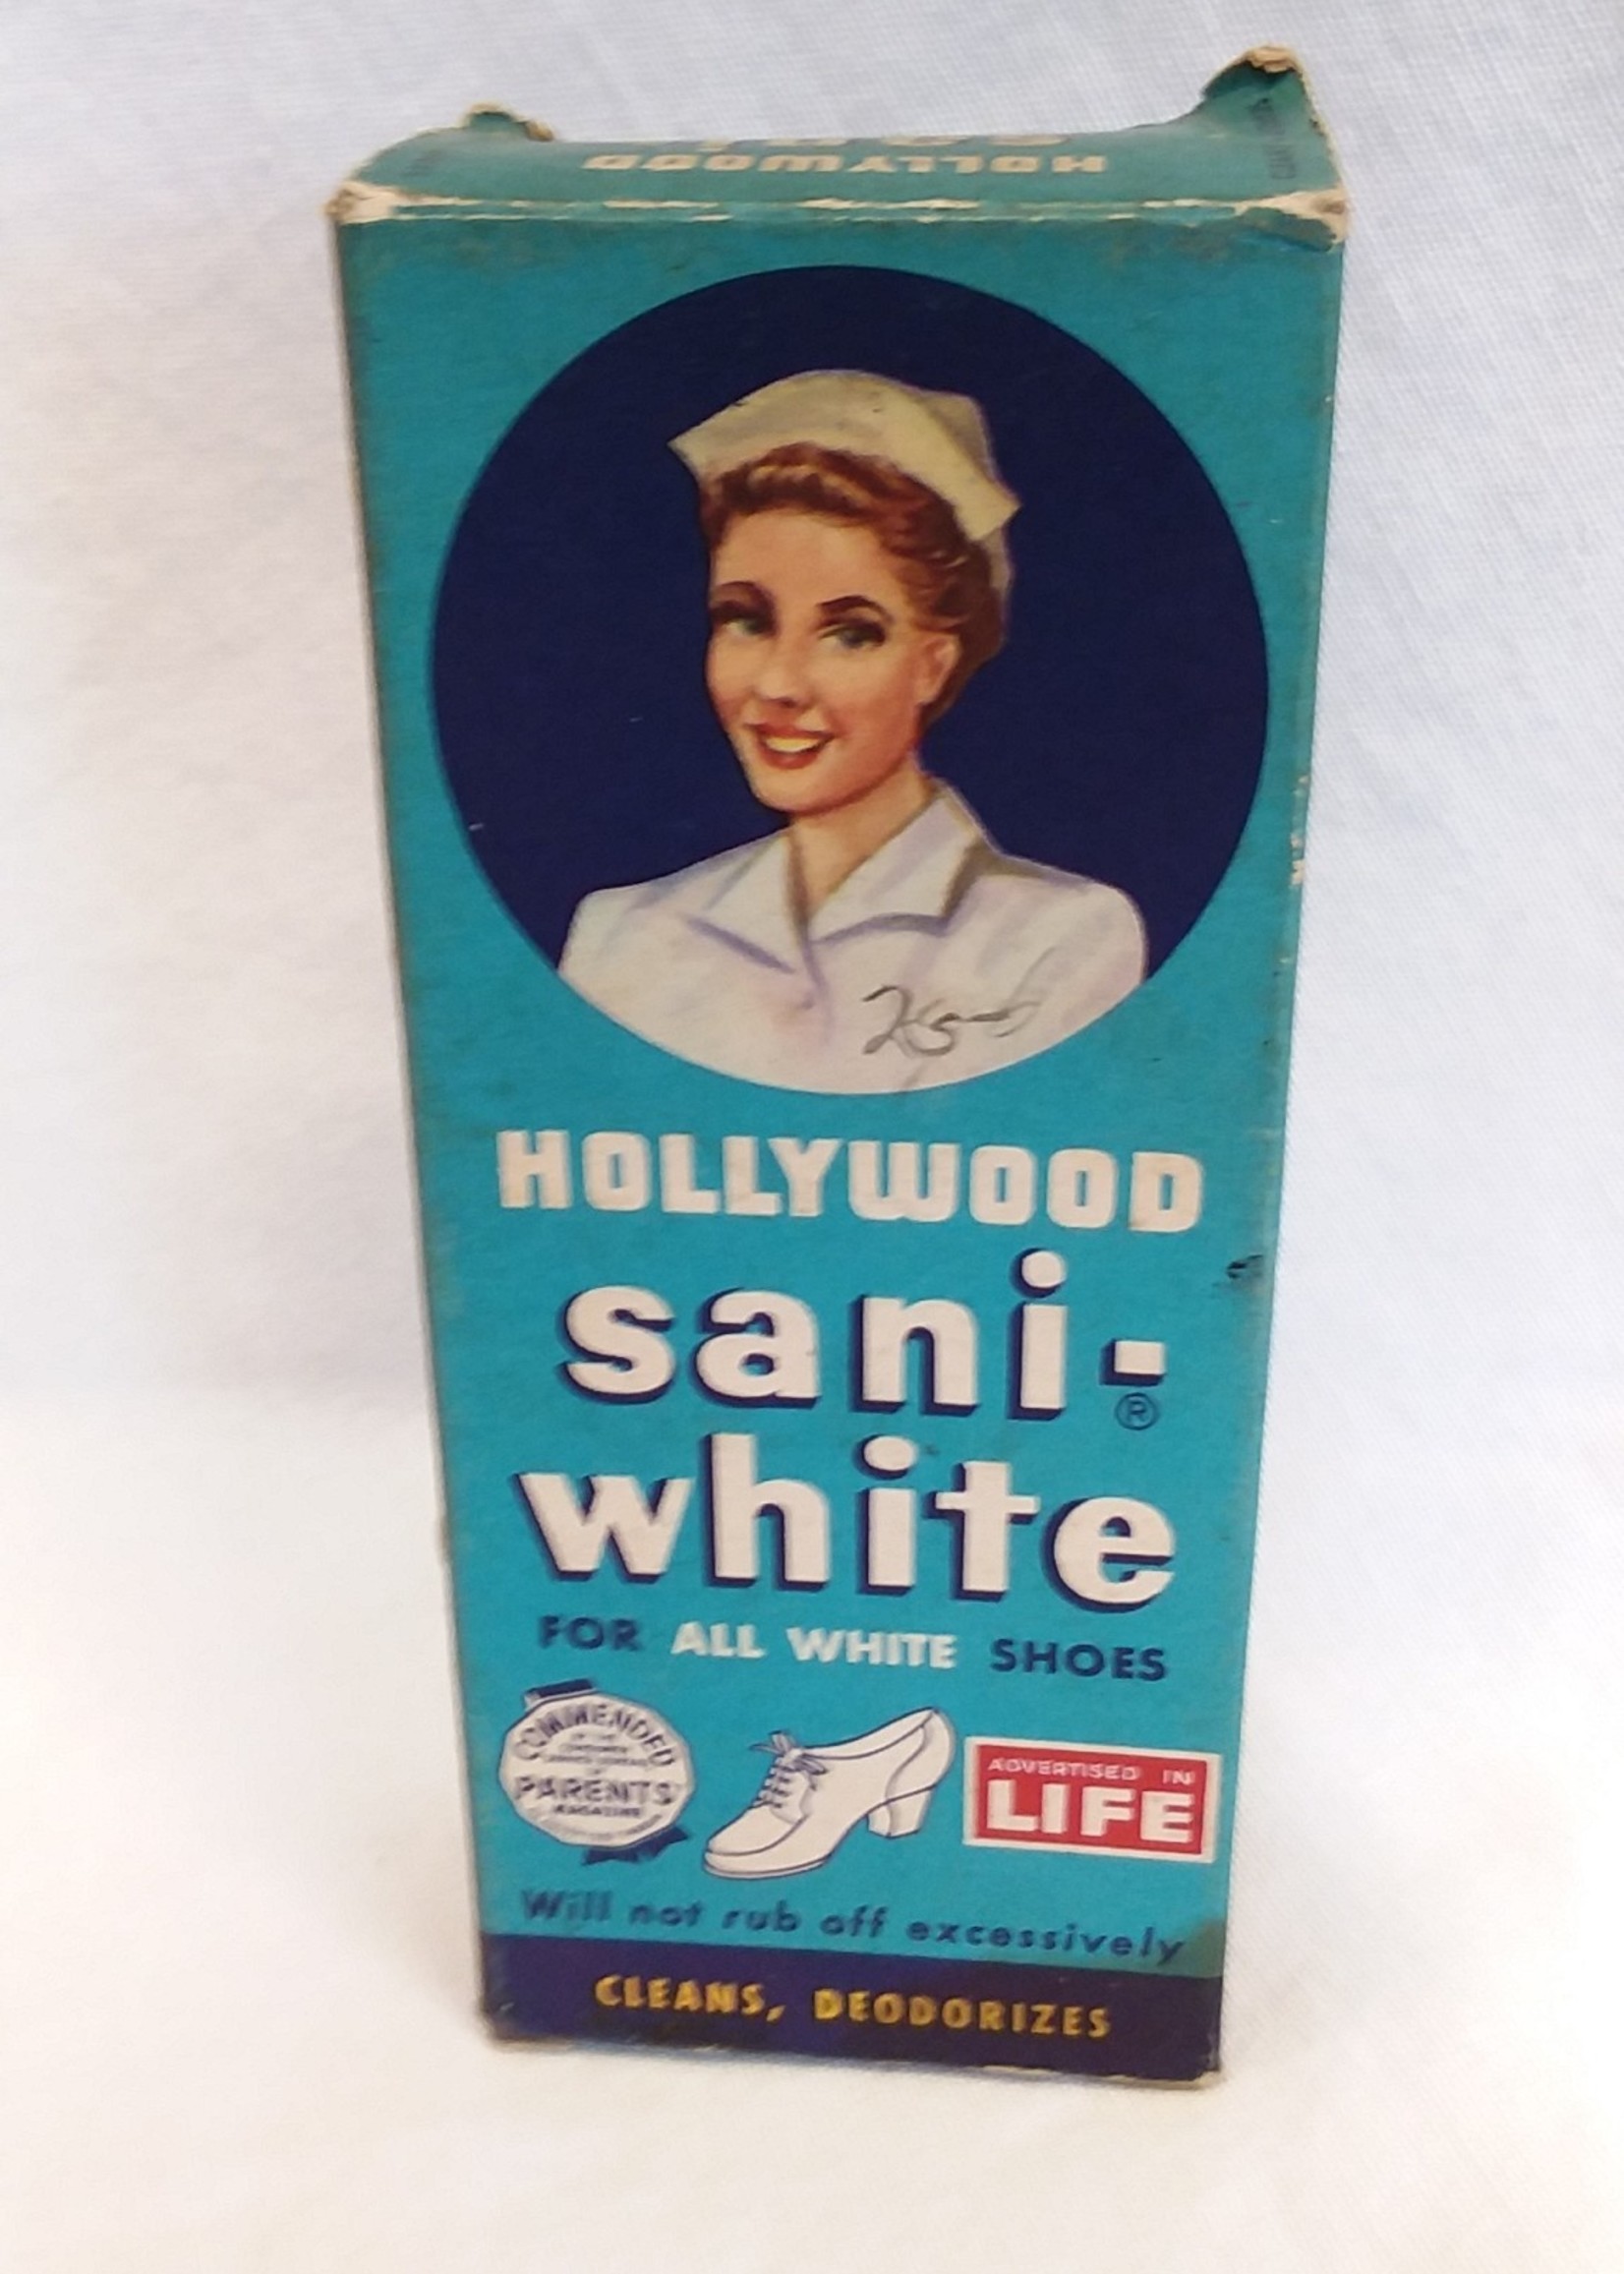 HOLLYWOOD
HOLLYWOOD
sani-
®
white
FOR ALL WHITE SHOES
COMMENDED
PARENTS'
MAGAZINE
ADVERTISED IN
LIFE
Will not rub off excessively
CLEANS, DEODORIZES